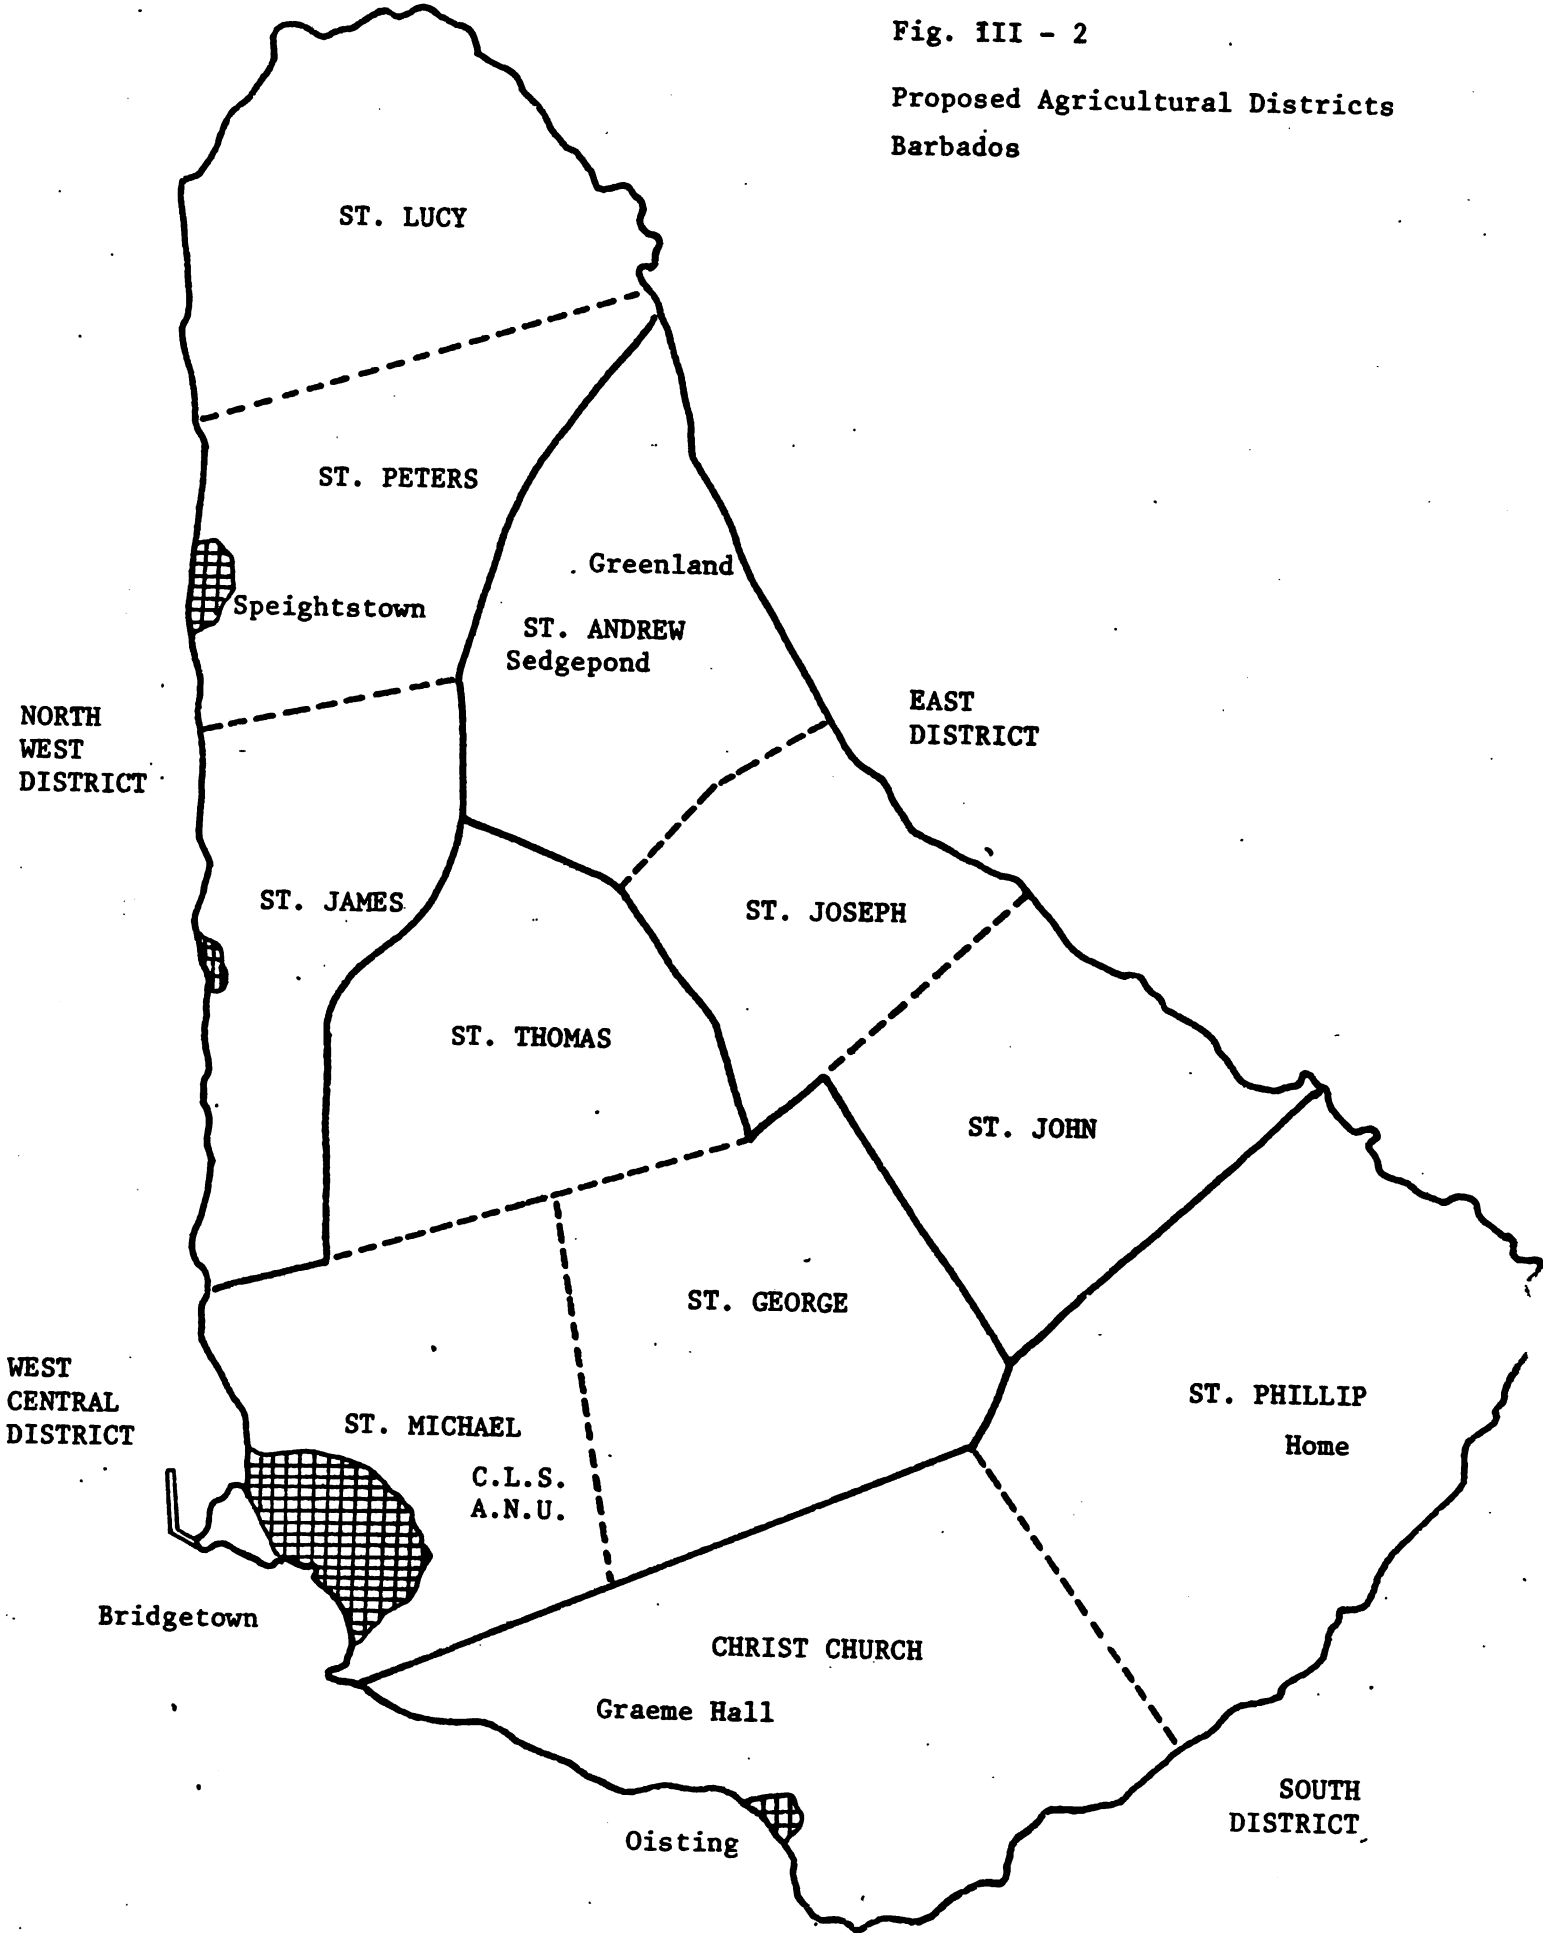 Fig. III - 2
Proposed Agricultural Districts
Barbados
ST. LUCY
ST. PETERS
Greenland
Speightstown
ST. ANDREW
Sedgepond
NORTH
WEST
DISTRICT
EAST
DISTRICT
ST. JAMES
ST. JOSEPH
ST. THOMAS
ST. JOHN
ST. GEORGE
WEST
CENTRAL
DISTRICT
ST. MICHAEL
C.L.S.
A.N.U.
ST. PHILLIP
Home
Bridgetown
CHRIST CHURCH
Graeme Hall
SOUTH
DISTRICT
Oisting